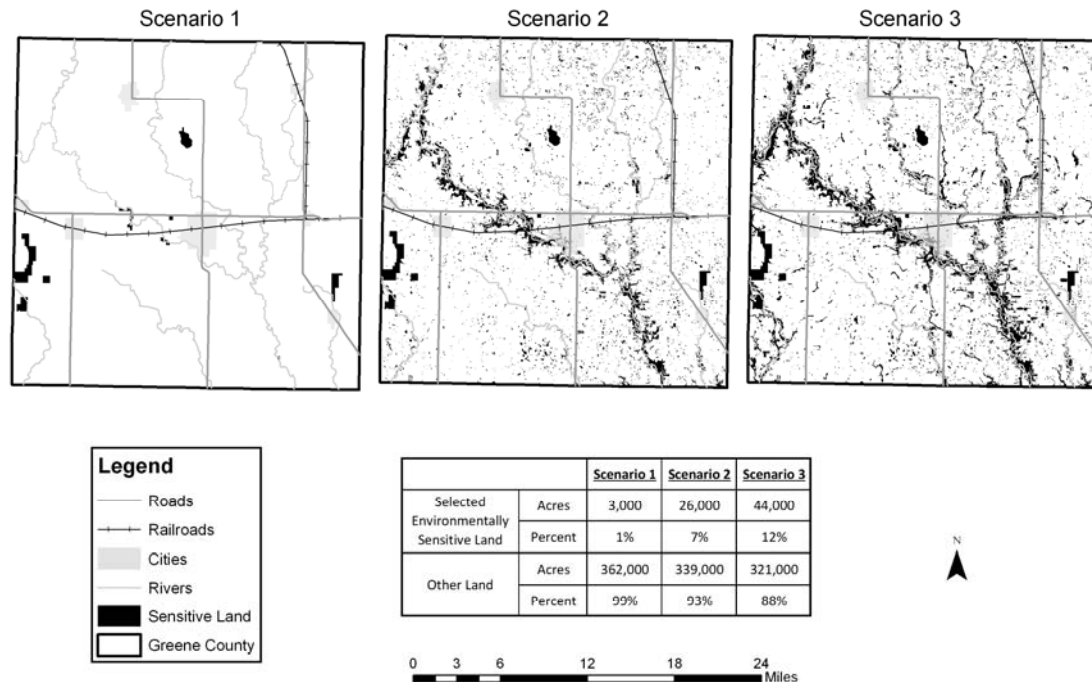 Scenario 1
Scenario 2
Scenario 3
Legend
Roads
Railroads
Cities
Rivers
Sensitive Land
Greene County
Scenario 1 Scenario 2 Scenario 3
Selected Environmentally Sensitive Land Acres 3,000 26,000 44,000
Percent 1% 7% 12%
Other Land Acres 362,000 339,000 321,000
Percent 99% 93% 88%
N
0 3 6 12 18 24 Miles